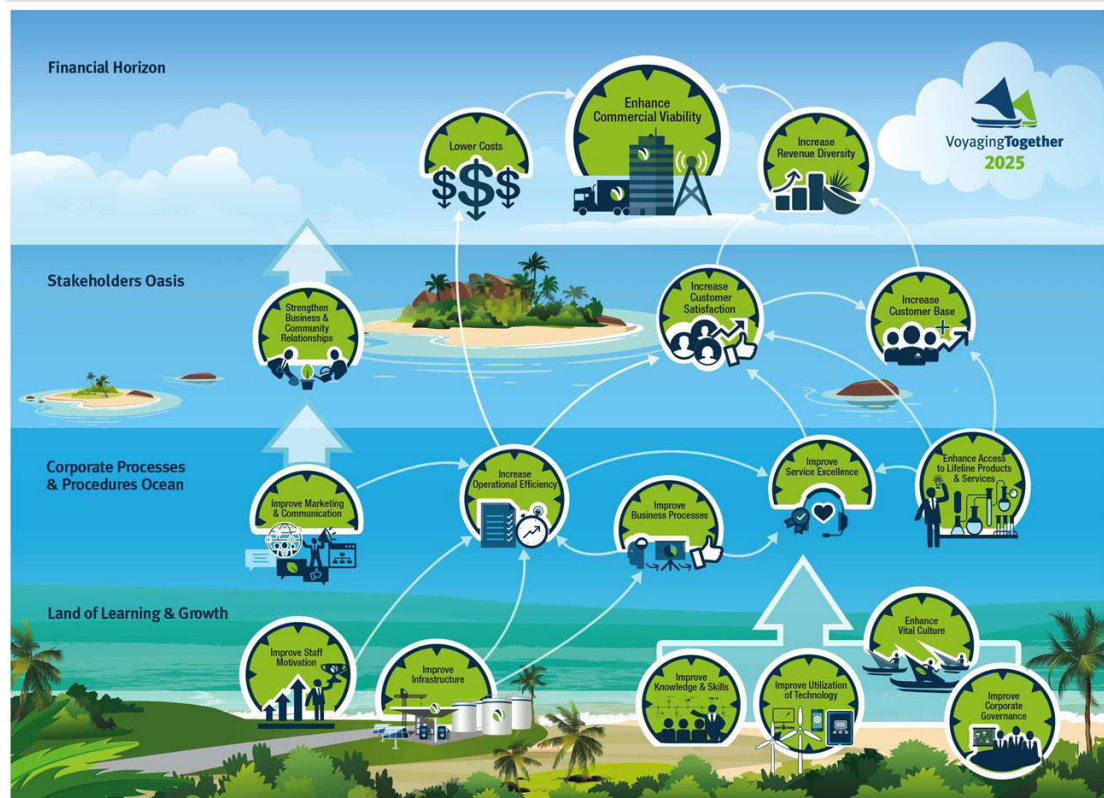 Financial Horizon
Enhance
Commercial Viability
Lower Costs
Increase
Revenue Diversity
VoyagingTogether
2025
Stakeholders Oasis
Strengthen
Business &
Community
Relationships
Increase
Customer
Satisfaction
Increase
Customer Base
Corporate Processes
& Procedures Ocean
Improve Marketing
& Communication
Increase
Operational Efficiency
Improve
Business Processes
Improve
Service Excellence
Enhance Access
to Lifeline Products
& Services
Land of Learning & Growth
Improve Staff
Motivation
Improve
Infrastructure
Improve
Knowledge & Skills
Improve Utilization
of Technology
Enhance
Vital Culture
Improve
Corporate
Governance